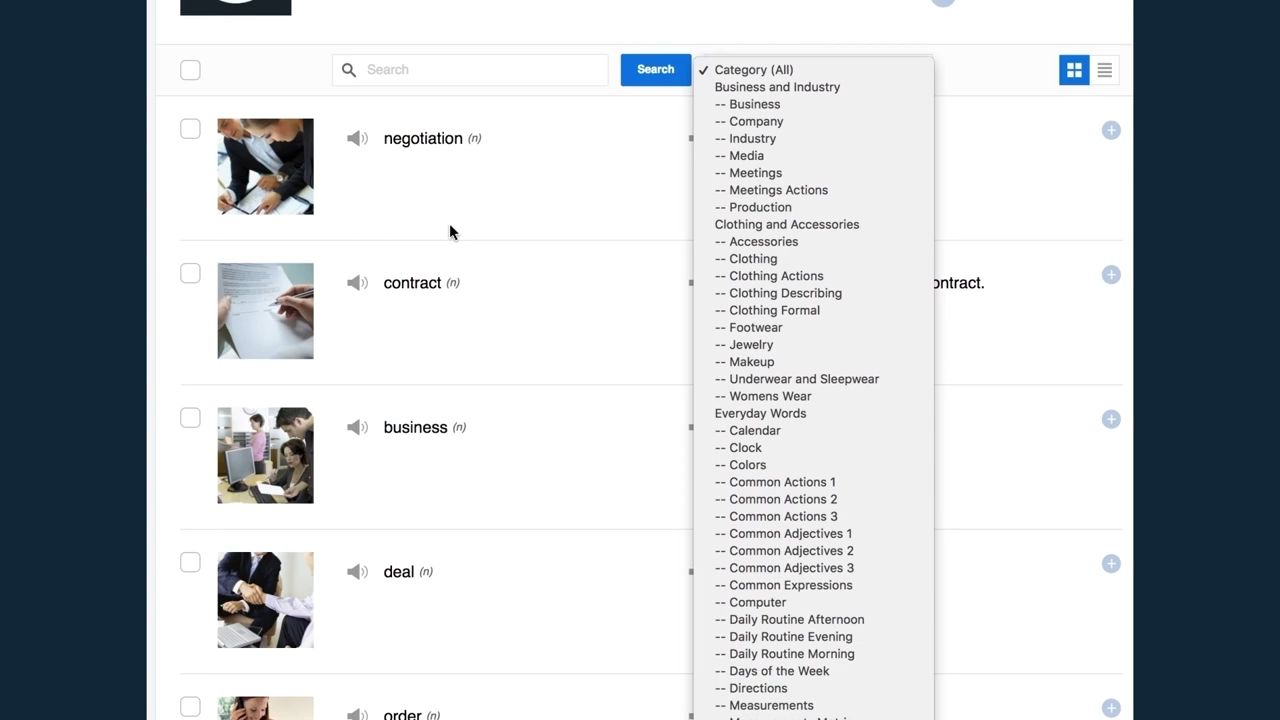 Search
Search
✓ Category (All)
Business and Industry
-- Business
-- Company
-- Industry
-- Media
-- Meetings
-- Meetings Actions
-- Production
Clothing and Accessories
-- Accessories
-- Clothing
-- Clothing Actions
-- Clothing Describing
-- Clothing Formal
-- Footwear
-- Jewelry
-- Makeup
-- Underwear and Sleepwear
-- Womens Wear
Everyday Words
-- Calendar
-- Clock
-- Colors
-- Common Actions 1
-- Common Actions 2
-- Common Actions 3
-- Common Adjectives 1
-- Common Adjectives 2
-- Common Adjectives 3
-- Common Expressions
-- Computer
-- Daily Routine Afternoon
-- Daily Routine Evening
-- Daily Routine Morning
-- Days of the Week
-- Directions
-- Measurements
negotiation (n)
contract (n)
ontract.
business (n)
deal (n)
order (n)